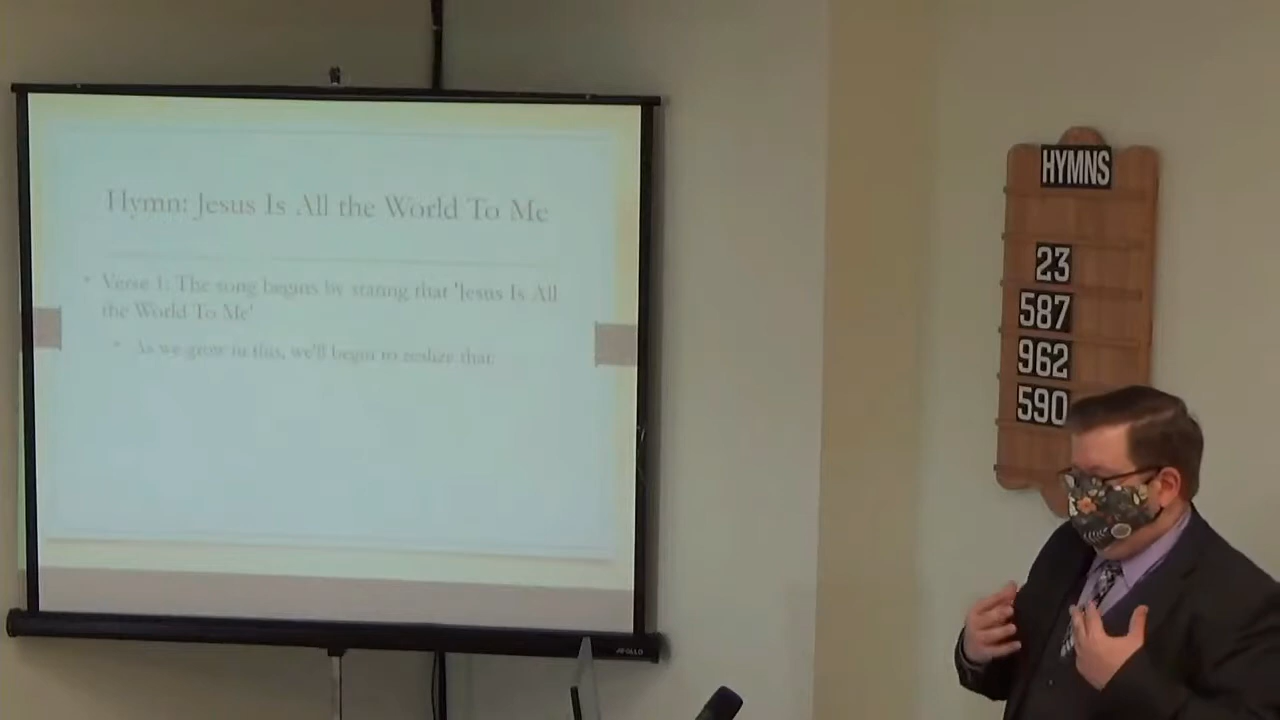 Hymn: Jesus Is All the World To Me
Verse 1: The song begins by stating that 'Jesus Is All
the World To Me'
As we grow in this, we'll begin to realize that:
APOLLO
HYMNS
23
587
962
590